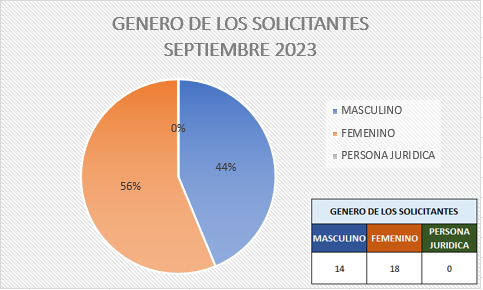 GENERO DE LOS SOLICITANTES
SEPTIEMBRE 2023
0%
44%
56%
MASCULINO
FEMENINO
PERSONA JURIDICA
GENERO DE LOS SOLICITANTES
MASCULINO FEMENINO PERSONA JURIDICA
14 18 0